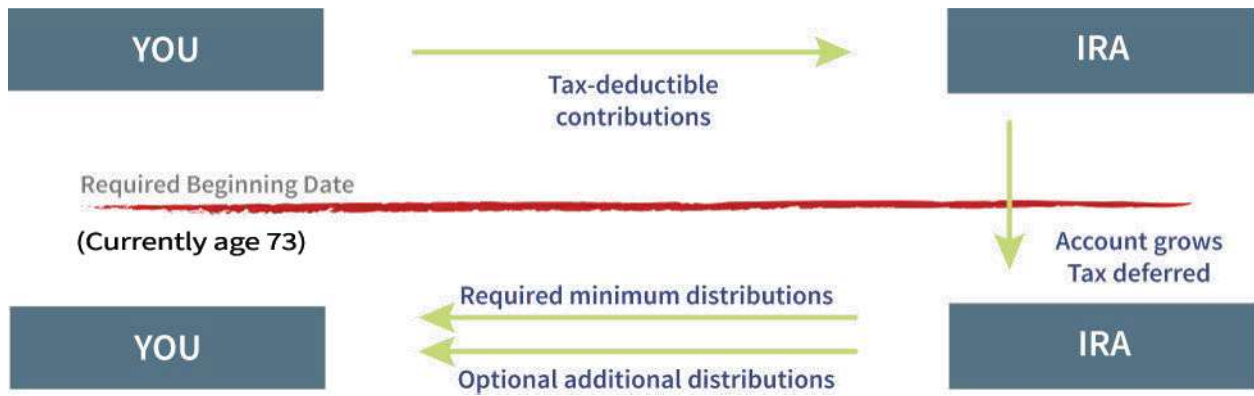 YOU
IRA
Tax-deductible
contributions
Required Beginning Date
(Currently age 73)
Account grows
Tax deferred
Required minimum distributions
YOU
IRA
Optional additional distributions